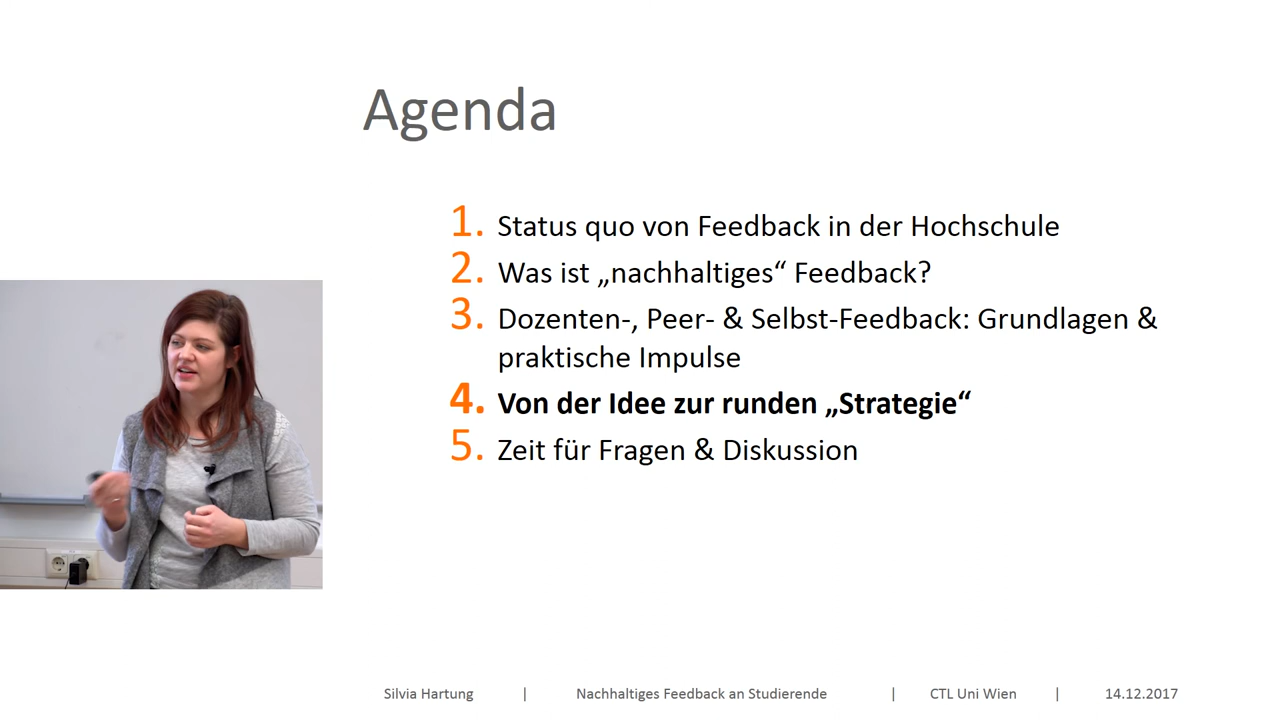 Agenda
1. Status quo von Feedback in der Hochschule
2. Was ist „nachhaltiges“ Feedback?
3. Dozenten-, Peer- & Selbst-Feedback: Grundlagen &
praktische Impulse
4. Von der Idee zur runden „Strategie“
5. Zeit für Fragen & Diskussion
Silvia Hartung | Nachhaltiges Feedback an Studierende | CTL Uni Wien | 14.12.2017